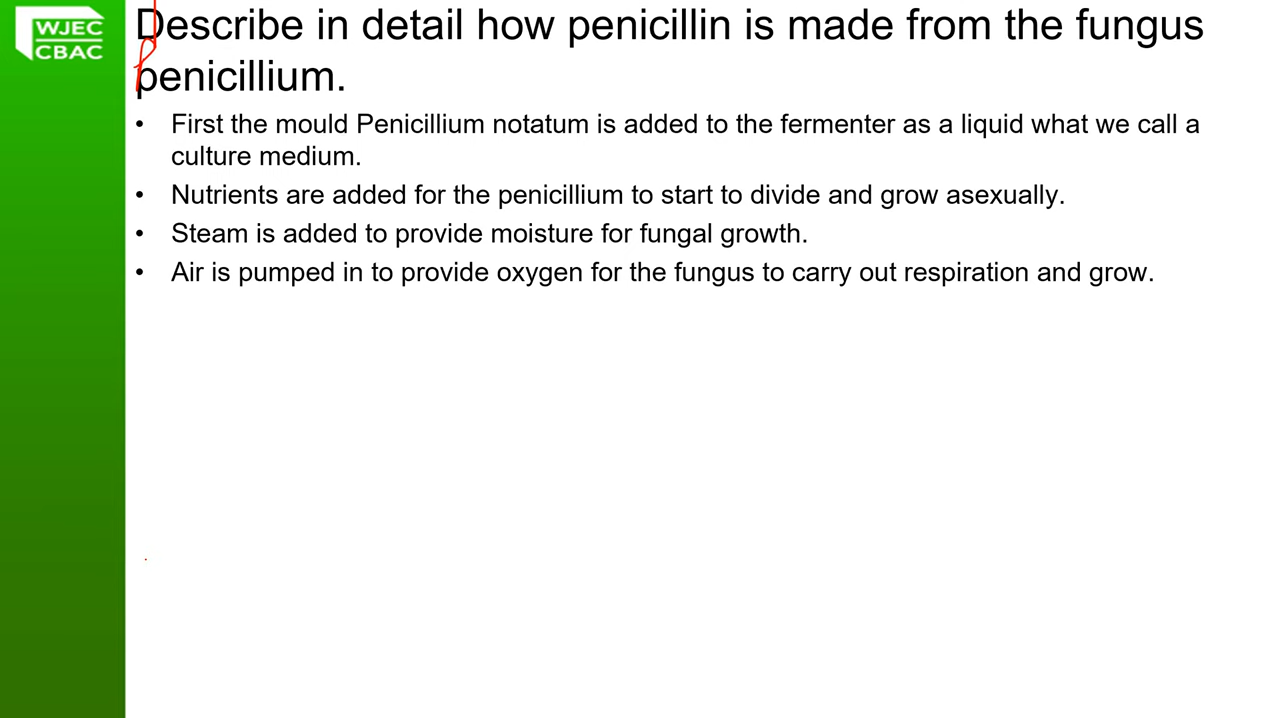 WJEC
CBAC
Describe in detail how penicillin is made from the fungus
penicillium.
• First the mould Penicillium notatum is added to the fermenter as a liquid what we call a
culture medium.
• Nutrients are added for the penicillium to start to divide and grow asexually.
• Steam is added to provide moisture for fungal growth.
• Air is pumped in to provide oxygen for the fungus to carry out respiration and grow.